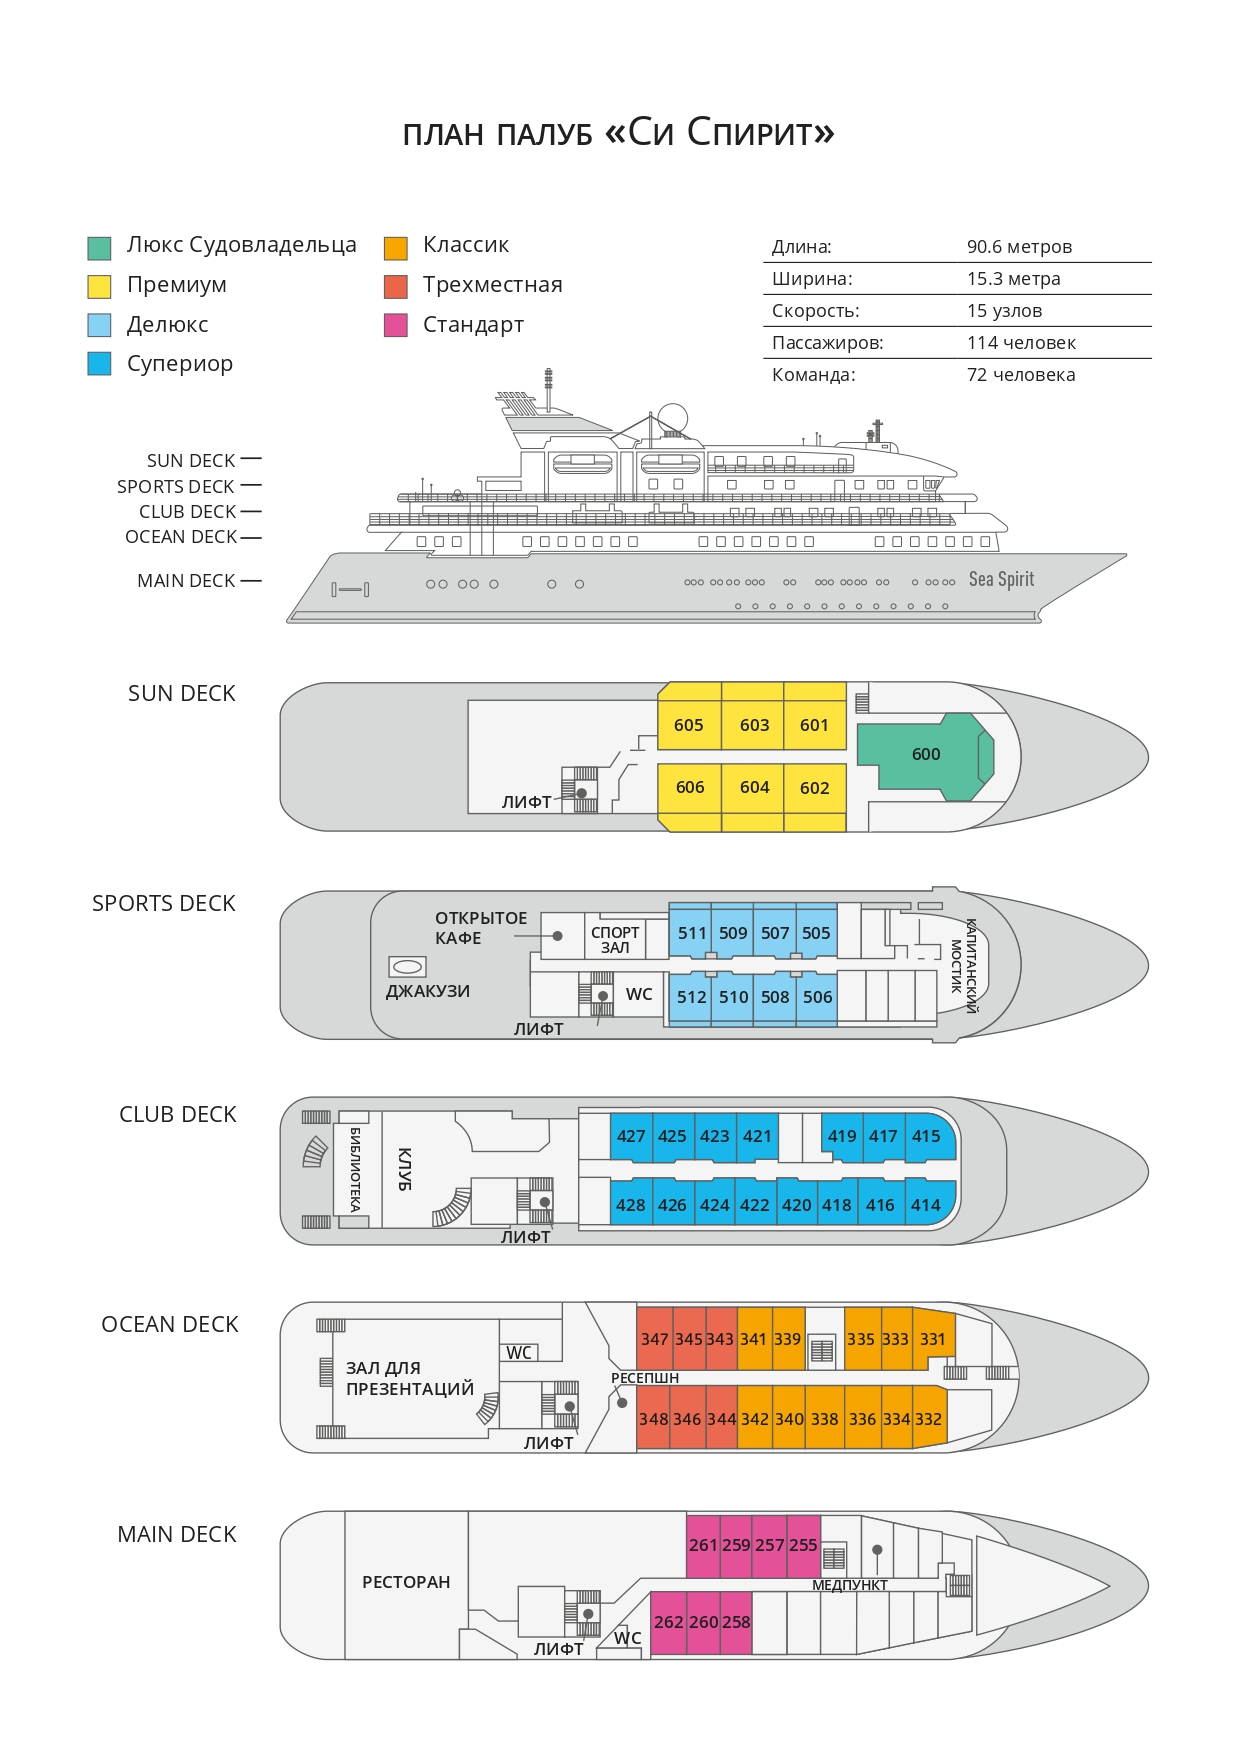 ПЛАН ПАЛУБ «СИ СПИРИТ»
Люкс Судовладельца
Премиум
Делюкс
Супериор
Классик
Трехместная
Стандарт
Длина: 90.6 метров
Ширина: 15.3 метра
Скорость: 15 узлов
Пассажиров: 114 человек
Команда: 72 человека
SUN DECK
SPORTS DECK
CLUB DECK
OCEAN DECK
MAIN DECK
Sea Spirit
SUN DECK
605 603 601
600
606 604 602
ЛИФТ
SPORTS DECK
ОТКРЫТОЕ
КАФЕ
СПОРТ
ЗАЛ
511 509 507 505
КАПИТАНСКИЙ
МОСТИК
ДЖАКУЗИ
WC
512 510 508 506
ЛИФТ
CLUB DECK
БИБЛИОТЕКА
КЛУБ
427 425 423 421 419 417 415
428 426 424 422 420 418 416 414
ЛИФТ
OCEAN DECK
WC
347 345 343 341 339 335 333 331
ЗАЛ ДЛЯ
ПРЕЗЕНТАЦИЙ
РЕСЕПШН
348 346 344 342 340 338 336 334 332
ЛИФТ
MAIN DECK
261 259 257 255
РЕСТОРАН
МЕДПУНКТ
262 260 258
WC
ЛИФТ